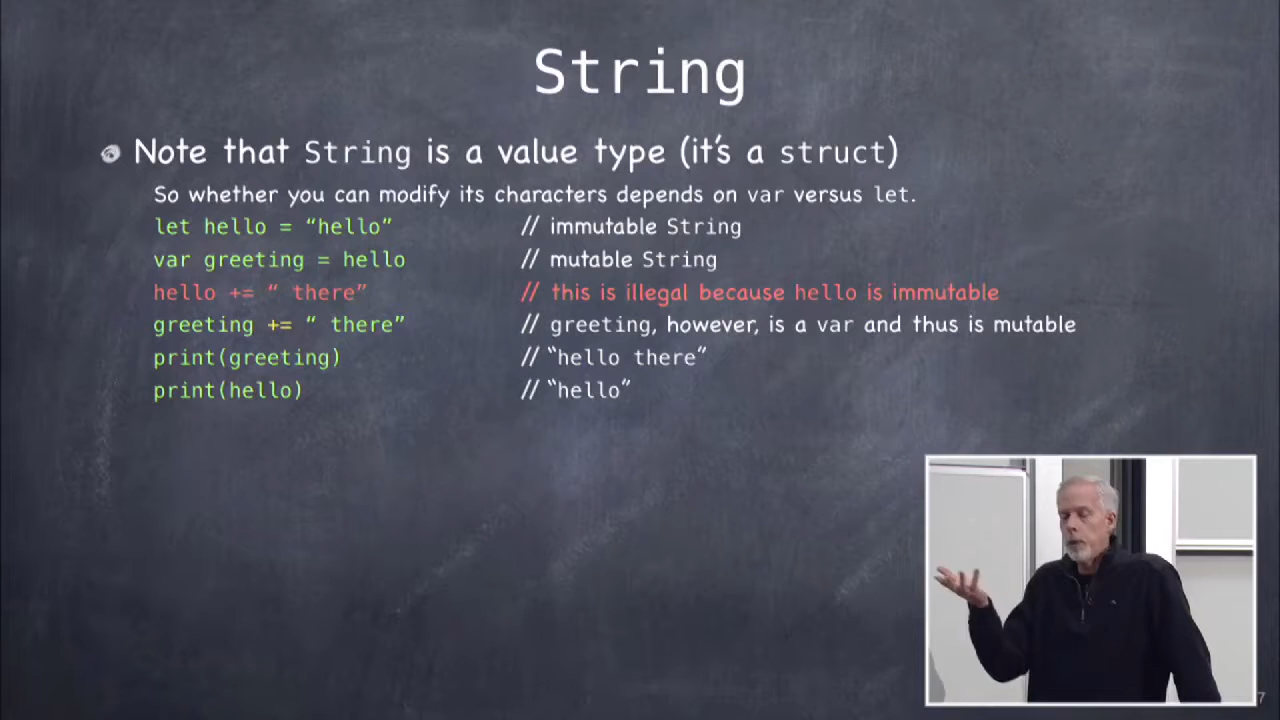 String
Note that String is a value type (it's a struct)
So whether you can modify its characters depends on var versus let.
let hello = “hello” // immutable String
var greeting = hello // mutable String
hello += “ there” // this is illegal because hello is immutable
greeting += “ there” // greeting, however, is a var and thus is mutable
print(greeting) // “hello there”
print(hello) // “hello”